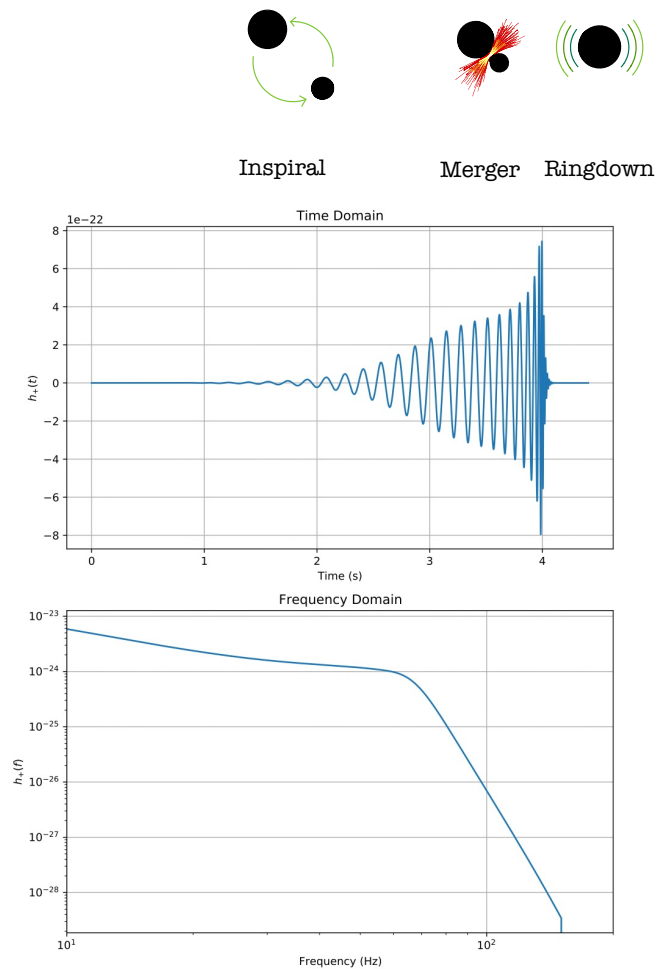 Inspiral
Merger
Ringdown
Time Domain
1e−22
8
6
4
2
0
−2
−4
−6
−8
h₊(t)
0 1 2 3 4
Time (s)
Frequency Domain
10⁻²³
10⁻²⁴
10⁻²⁵
10⁻²⁶
10⁻²⁷
10⁻²⁸
h₊(f)
10¹ 10²
Frequency (Hz)